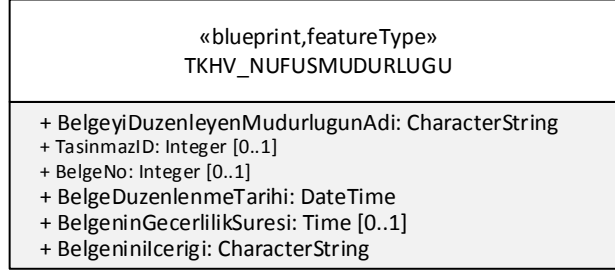 «blueprint,featureType»
TKHV_NUFUSMUDURLUGU
+ BelgeyiDuzenleyenMudurlugunAdi: CharacterString
+ TasinmazID: Integer [0..1]
+ BelgeNo: Integer [0..1]
+ BelgeDuzenlenmeTarihi: DateTime
+ BelgeninGecerlilikSuresi: Time [0..1]
+ BelgeninIcerigi: CharacterString